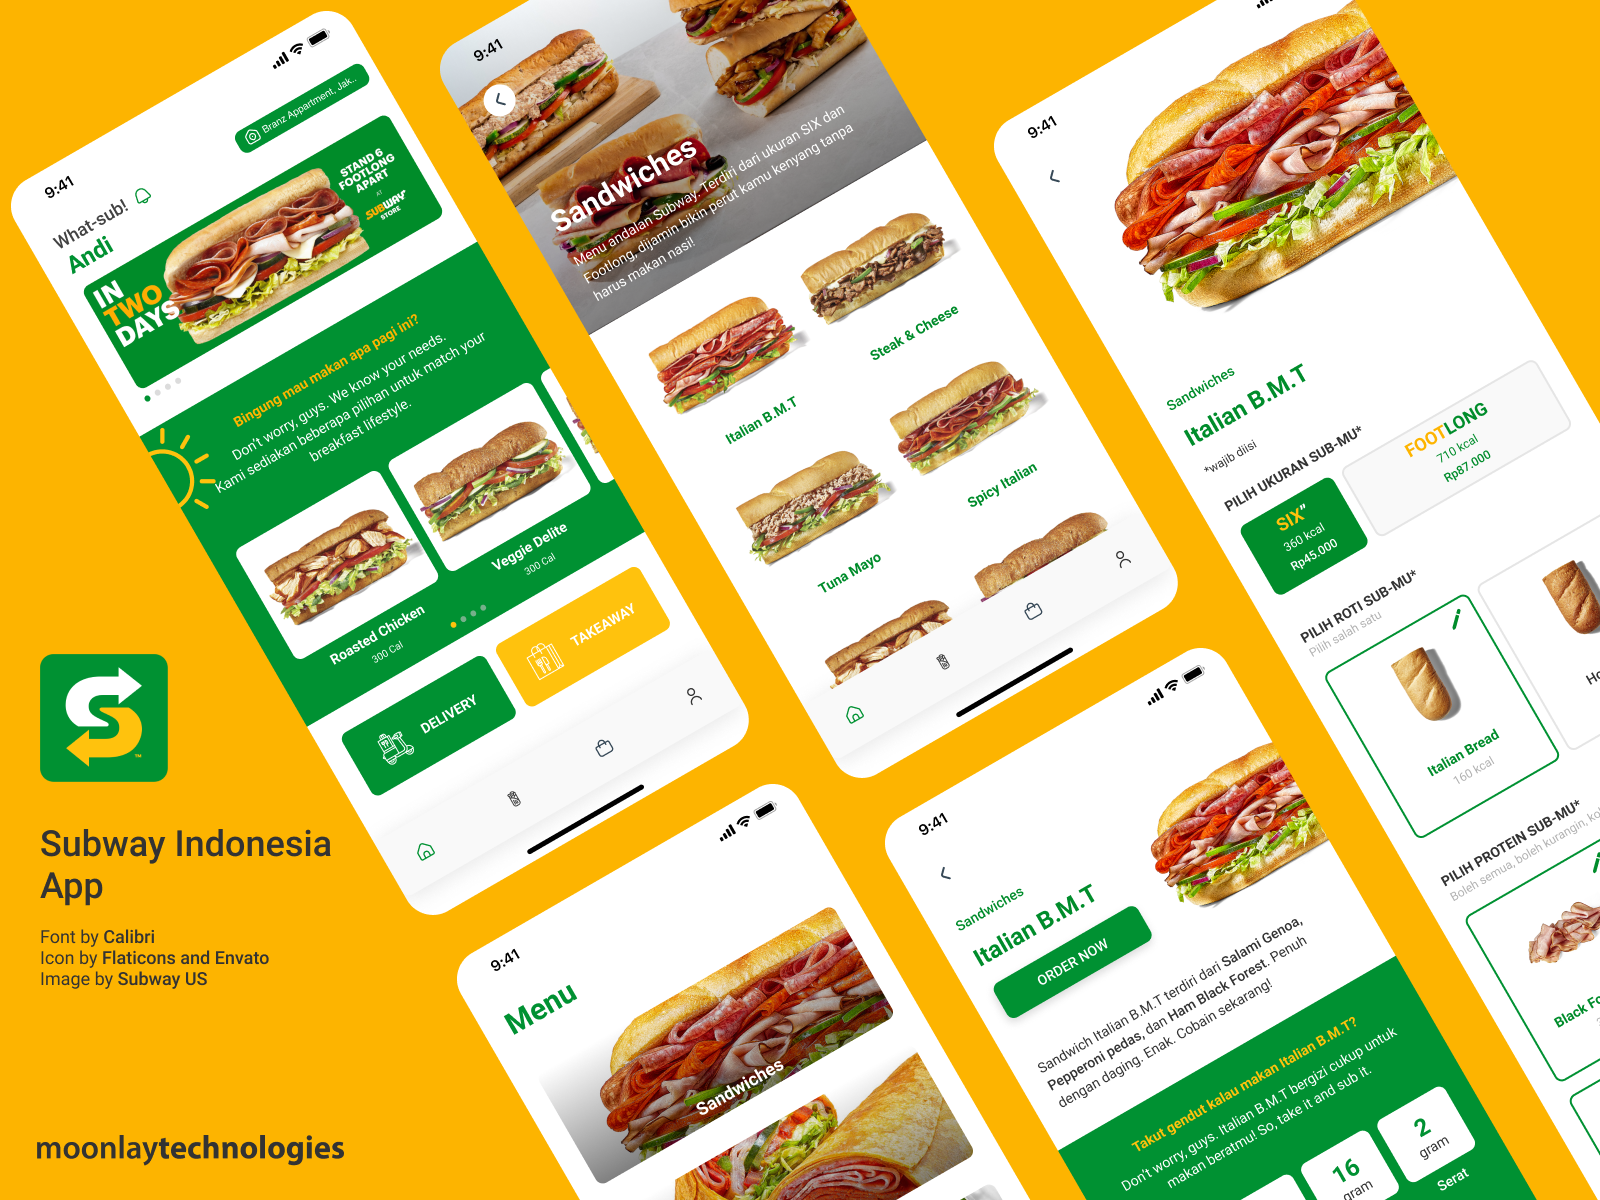 9:41
Branz Appartment, Jak..
What-sub!
Andi
IN
TWO
DAYS
STAND 6
FOOTLONG
APART
AT
SUBWAY
STORE
Bingung mau makan apa pagi ini?
Don't worry, guys. We know your needs.
Kami sediakan beberapa pilihan untuk match your
breakfast lifestyle.
Roasted Chicken
300 Cal
Veggie Delite
300 Cal
DELIVERY
TAKEAWAY
9:41
Sandwiches
Menu andalan Subway. Terdiri dari ukuran SIX dan
Footlong, dijamin bikin perut kamu kenyang tanpa
harus makan nasi!
Italian B.M.T
Steak & Cheese
Tuna Mayo
Spicy Italian
9:41
Sandwiches
Italian B.M.T
*wajib diisi
PILIH UKURAN SUB-MU*
SIX"
360 kcal
Rp45.000
FOOTLONG
710 kcal
Rp87.000
PILIH ROTI SUB-MU*
Pilih salah satu
Italian Bread
160 kcal
Ho
PILIH PROTEIN SUB-MU*
Boleh semua, boleh kurangin, ko
Black Fo
9:41
Menu
Sandwiches
9:41
Sandwiches
Italian B.M.T
ORDER NOW
Sandwich Italian B.M.T terdiri dari Salami Genoa,
Pepperoni pedas, dan Ham Black Forest. Penuh
dengan daging. Enak. Cobain sekarang!
Takut gendut kalau makan Italian B.M.T?
Don't worry, guys. Italian B.M.T bergizi cukup untuk
makan beratmu! So, take it and sub it.
16
gram
2
gram
Serat
TM
Subway Indonesia
App
Font by Calibri
Icon by Flaticons and Envato
Image by Subway US
moonlaytechnologies